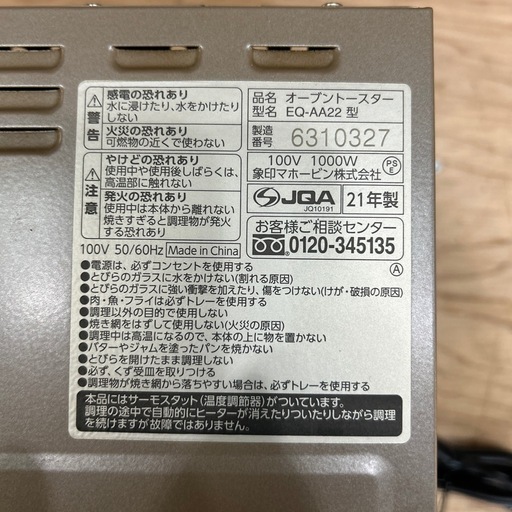 警告
感電の恐れあり
水に浸けたり、水をかけたりしない
火災の恐れあり
可燃物の近くで使わない
注意
やけどの恐れあり
使用中や使用後しばらくは、高温部に触れない
発火の恐れあり
使用中は本体から離れない
焼きすぎると調理物が発火する恐れあり
100V 50/60Hz Made in China
品名 オーブントースター
型名 EQ-AA22 型
製造番号 6310327
100V 1000W
象印マホービン株式会社
PS E
JQA
JQ10191
21年製
お客様ご相談センター
0120-345135
A
●電源は、必ずコンセントを使用する
●とびらのガラスに水をかけない(割れる原因)
●とびらのガラスに強い衝撃を加えたり、傷をつけない(けが・破損の原因)
●肉・魚・フライは必ずトレーを使用する
●調理以外の目的で使用しない
●焼き網をはずして使用しない(火災の原因)
●調理中は高温になるので、本体の上に物を置かない
●バターやジャムを塗ったパンを焼かない
●とびらを開けたまま調理しない
●必ず、くず受皿を取りつける
●調理物が焼き網から落ちやすい場合は、必ずトレーを使用する
本品にはサーモスタット(温度調節器)がついています。
調理の途中で自動的にヒーターが消えたりついたりしながら調理
を続けますが故障ではありません。